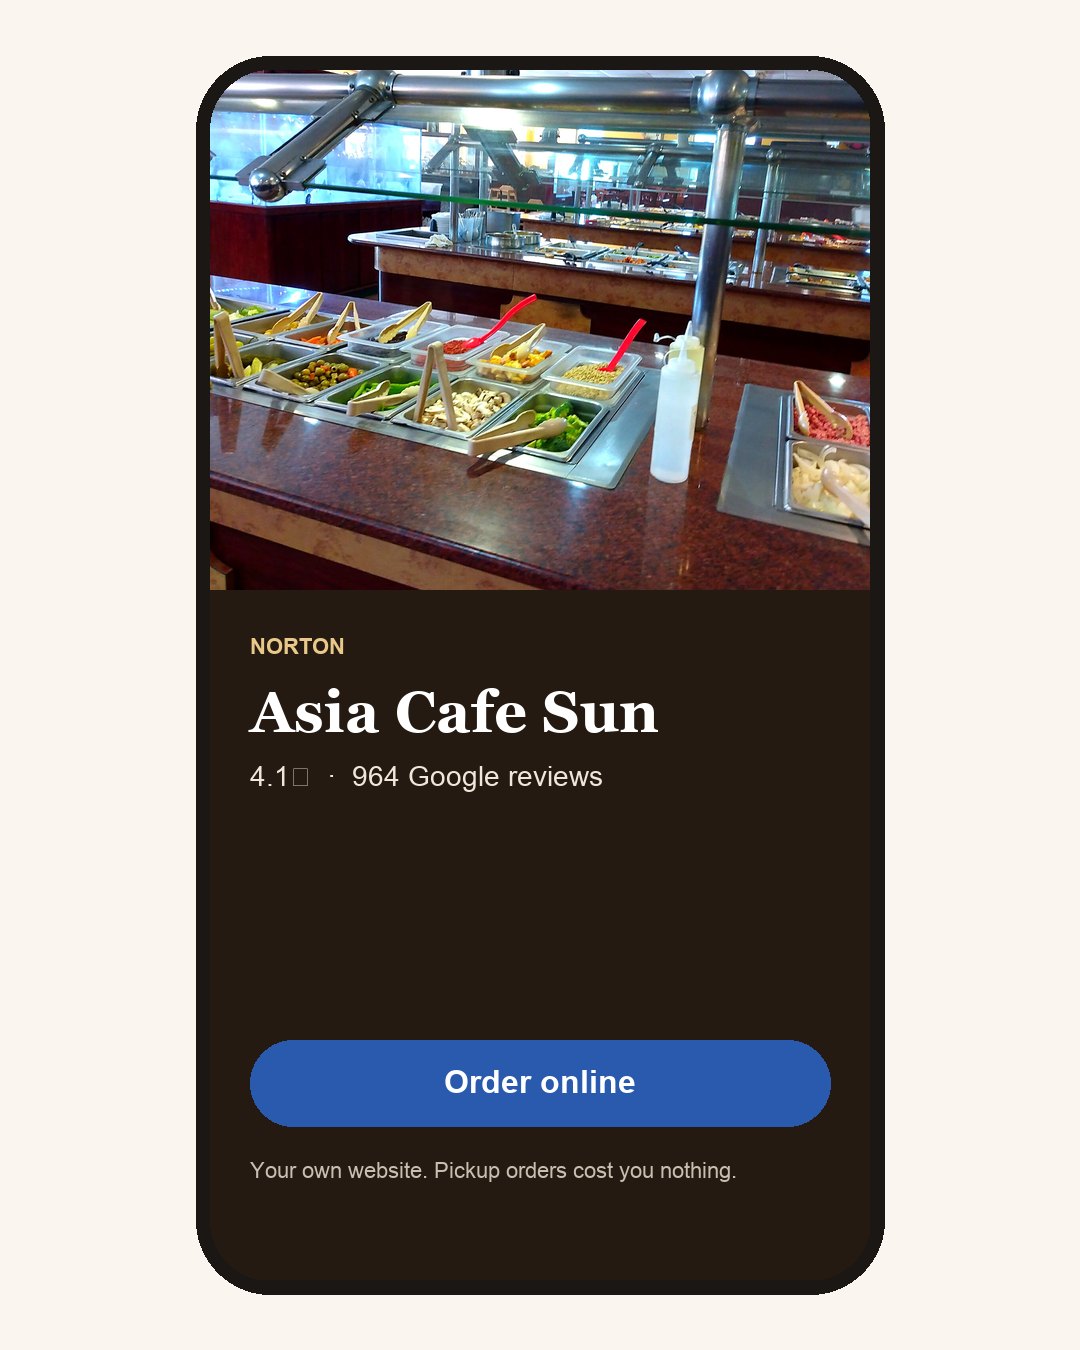 NORTON
Asia Cafe Sun
4.1□ · 964 Google reviews
Order online
Your own website. Pickup orders cost you nothing.